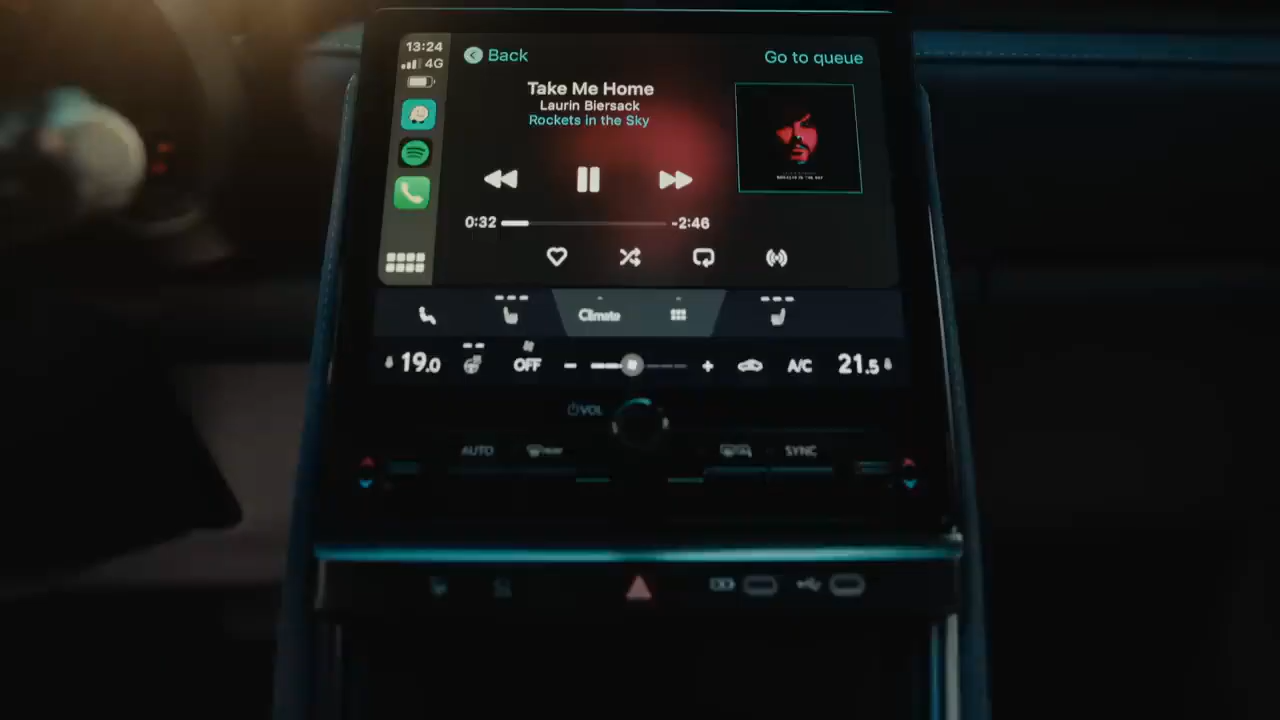 13:24
4G
Back
Go to queue
Take Me Home
Laurin Biersack
Rockets in the Sky
0:32
-2:46
Climate
19.0
OFF
A/C
21.5
VOL
AUTO
SYNC